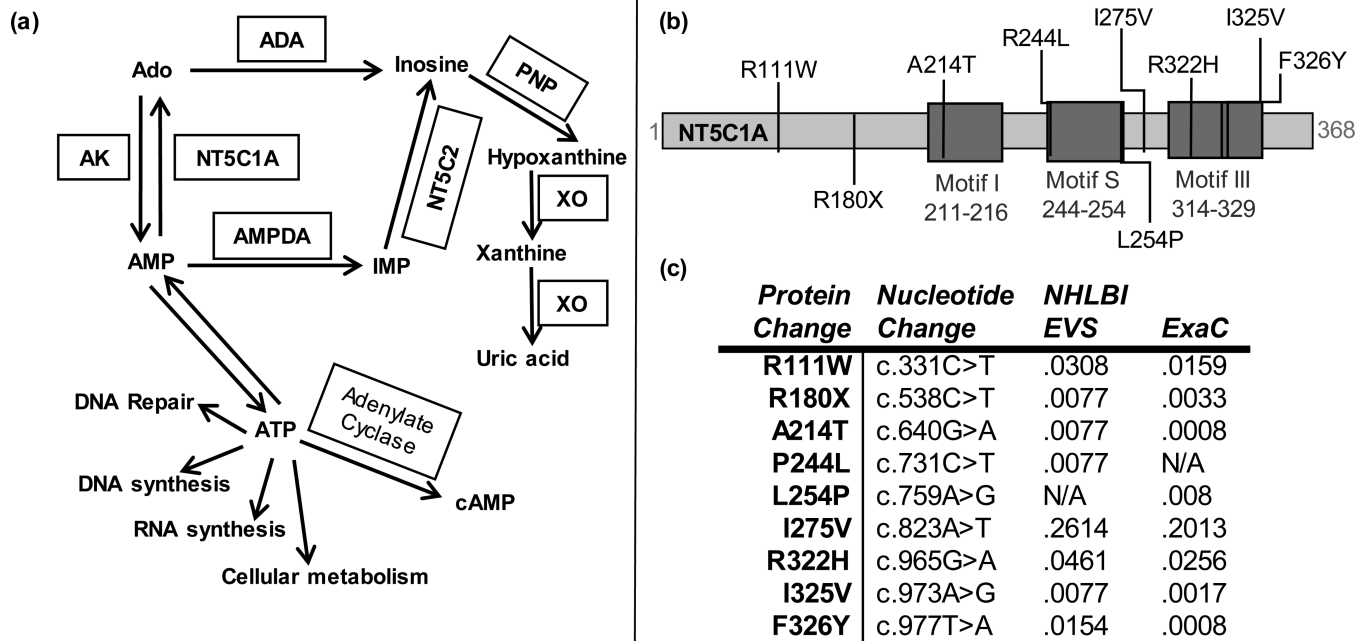 (a)
ADA
Ado
Inosine
PNP
AK
NT5C1A
NT5C2
Hypoxanthine
XO
AMPDA
AMP
IMP
Xanthine
XO
Uric acid
DNA Repair
ATP
Adenylate
Cyclase
DNA synthesis
cAMP
RNA synthesis
Cellular metabolism
(b)
I275V
I325V
R244L
R111W
A214T
R322H
F326Y
1
NT5C1A
368
R180X
Motif I
211-216
Motif S
244-254
Motif III
314-329
L254P
(c)
Protein Nucleotide NHLBI
Change Change EVS ExaC
R111W c.331C>T .0308 .0159
R180X c.538C>T .0077 .0033
A214T c.640G>A .0077 .0008
P244L c.731C>T .0077 N/A
L254P c.759A>G N/A .008
I275V c.823A>T .2614 .2013
R322H c.965G>A .0461 .0256
I325V c.973A>G .0077 .0017
F326Y c.977T>A .0154 .0008